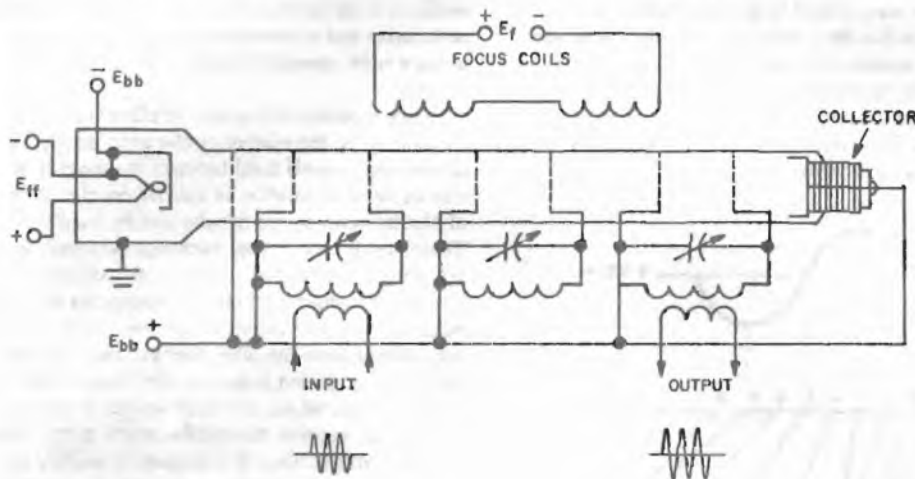 + Ef −
FOCUS COILS
− Ebb
COLLECTOR
−
Eff
+
+
Ebb
INPUT
OUTPUT